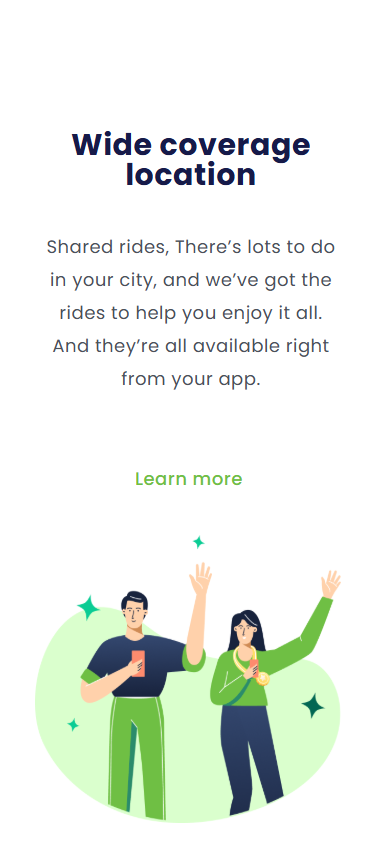 Wide coverage
location
Shared rides, There’s lots to do
in your city, and we’ve got the
rides to help you enjoy it all.
And they’re all available right
from your app.
Learn more